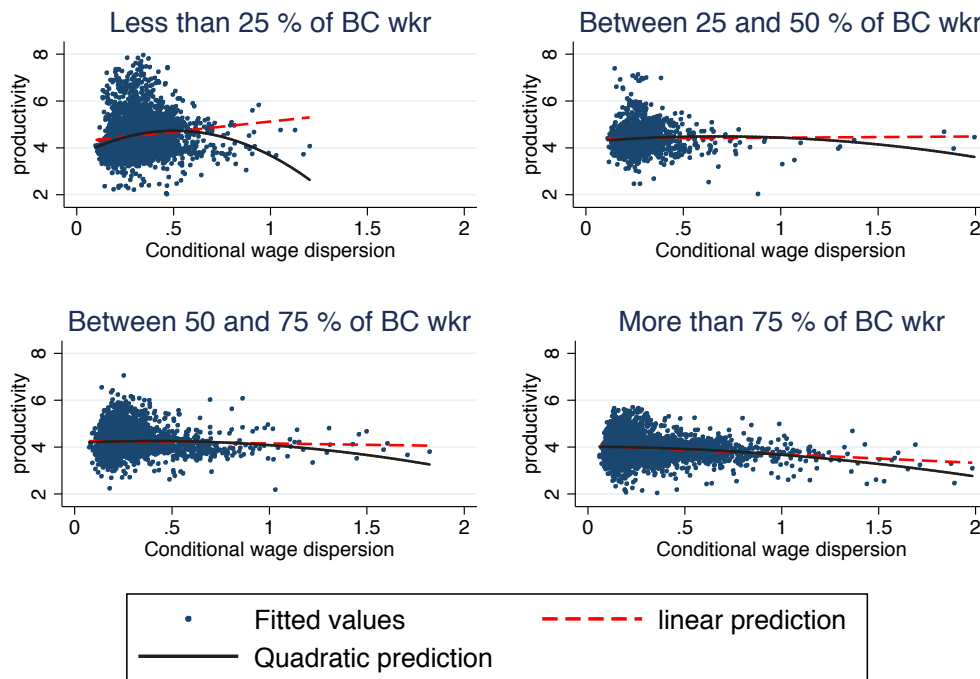 Less than 25 % of BC wkr
productivity
8
6
4
2
0 .5 1 1.5 2
Conditional wage dispersion
Between 25 and 50 % of BC wkr
productivity
8
6
4
2
0 .5 1 1.5 2
Conditional wage dispersion
Between 50 and 75 % of BC wkr
productivity
8
6
4
2
0 .5 1 1.5 2
Conditional wage dispersion
More than 75 % of BC wkr
productivity
8
6
4
2
0 .5 1 1.5 2
Conditional wage dispersion
Fitted values
linear prediction
Quadratic prediction